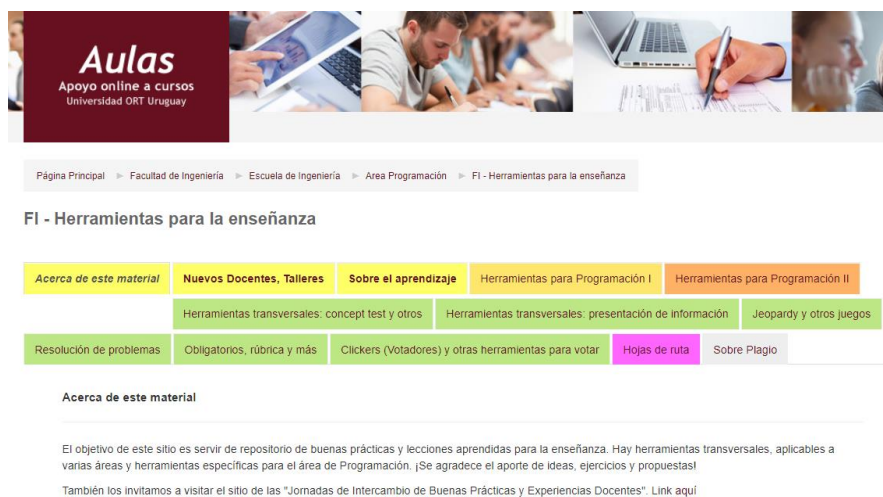 Aulas
Apoyo online a cursos
Universidad ORT Uruguay
Página Principal ► Facultad de Ingeniería ► Escuela de Ingeniería ► Area Programación ► FI - Herramientas para la enseñanza
FI - Herramientas para la enseñanza
Acerca de este material Nuevos Docentes, Talleres Sobre el aprendizaje Herramientas para Programación I Herramientas para Programación II
Herramientas transversales: concept test y otros Herramientas transversales: presentación de información Jeopardy y otros juegos
Resolución de problemas Obligatorios, rúbrica y más Clickers (Votadores) y otras herramientas para votar Hojas de ruta Sobre Plagio
Acerca de este material
El objetivo de este sitio es servir de repositorio de buenas prácticas y lecciones aprendidas para la enseñanza. Hay herramientas transversales, aplicables a
varias áreas y herramientas específicas para el área de Programación. ¡Se agradece el aporte de ideas, ejercicios y propuestas!
También los invitamos a visitar el sitio de las "Jornadas de Intercambio de Buenas Prácticas y Experiencias Docentes". Link aquí